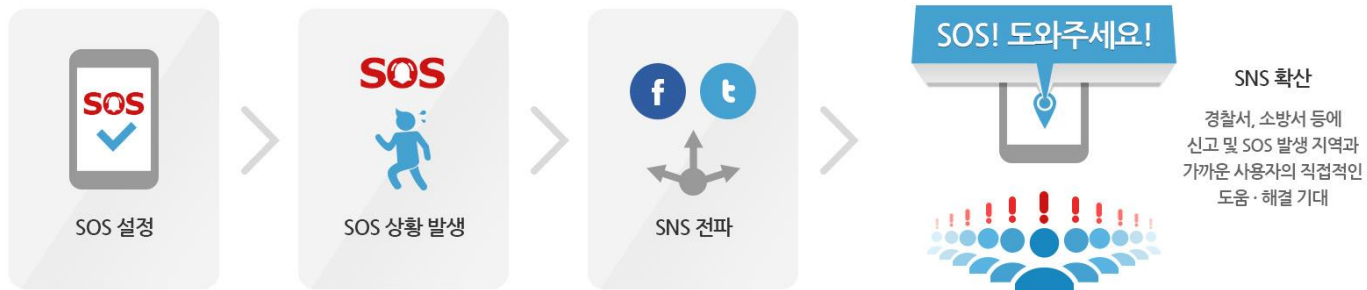 SOS
SOS 설정
SOS
SOS 상황 발생
f
t
SNS 전파
SOS! 도와주세요!
SNS 확산
경찰서, 소방서 등에
신고 및 SOS 발생 지역과
가까운 사용자의 직접적인
도움 · 해결 기대